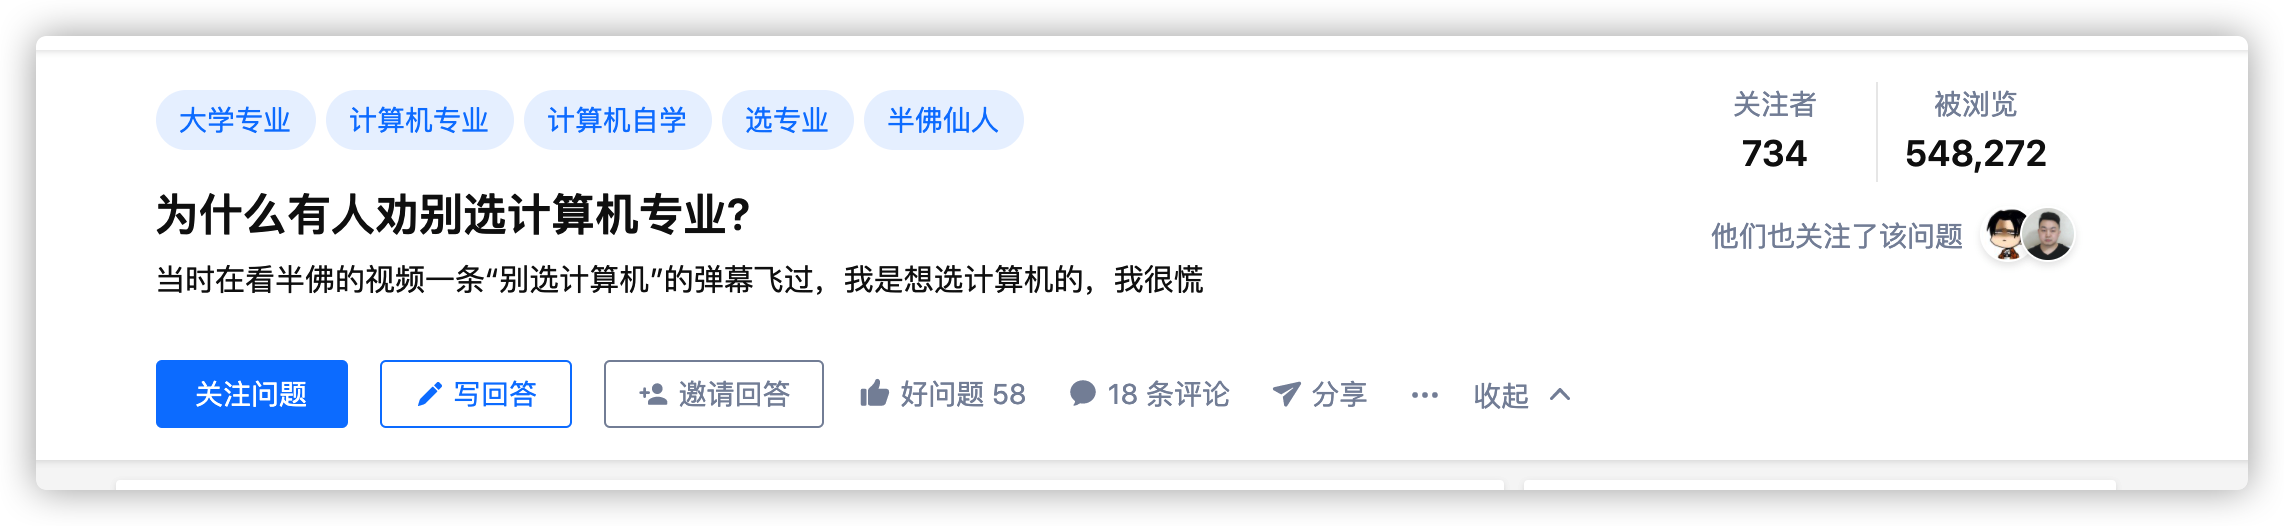 大学专业 计算机专业 计算机自学 选专业 半佛仙人
为什么有人劝别选计算机专业?
当时在看半佛的视频一条“别选计算机”的弹幕飞过，我是想选计算机的，我很慌
关注问题 写回答 邀请回答 好问题 58 18 条评论 分享 ··· 收起
关注者 被浏览
734 548,272
他们也关注了该问题